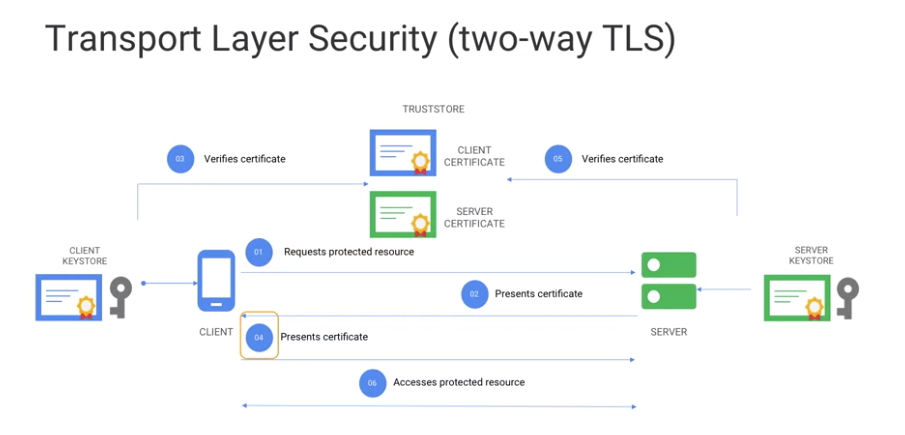 Transport Layer Security (two-way TLS)
TRUSTSTORE
03 Verifies certificate
CLIENT
CERTIFICATE
05 Verifies certificate
SERVER
CERTIFICATE
CLIENT
KEYSTORE
01 Requests protected resource
SERVER
KEYSTORE
02 Presents certificate
CLIENT
04 Presents certificate
SERVER
06 Accesses protected resource